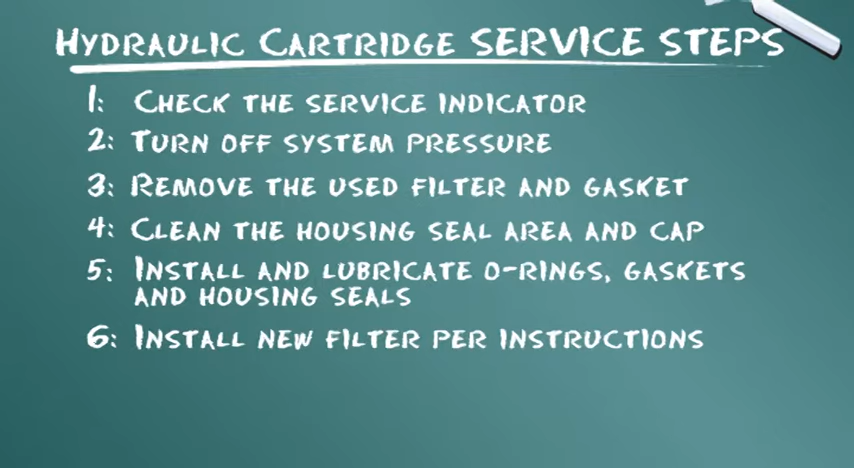 Hydraulic Cartridge SERVICE STEPS
1: Check the service indicator
2: Turn off system pressure
3: Remove the used filter and gasket
4: Clean the housing seal area and cap
5: Install and lubricate o-rings, gaskets
and housing seals
6: Install new filter per instructions